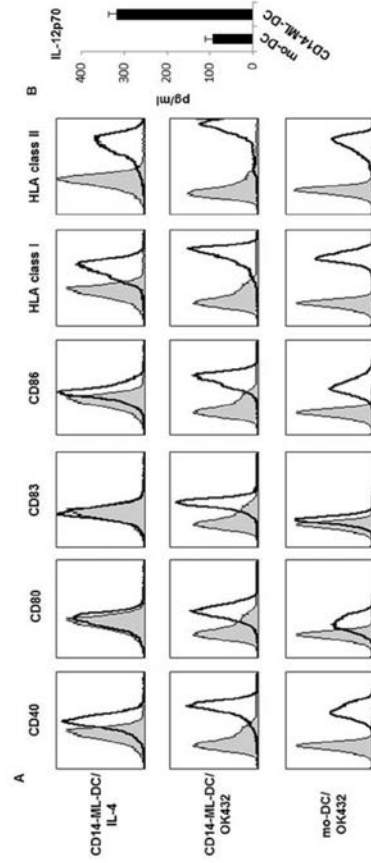 A
CD40 CD80 CD83 CD86 HLA class I HLA class II
CD14-ML-DC/
IL-4
CD14-ML-DC/
OK432
mo-DC/
OK432
B
IL-12p70
pg/ml
400
300
200
100
0
mo-DC
CD14-ML-DC